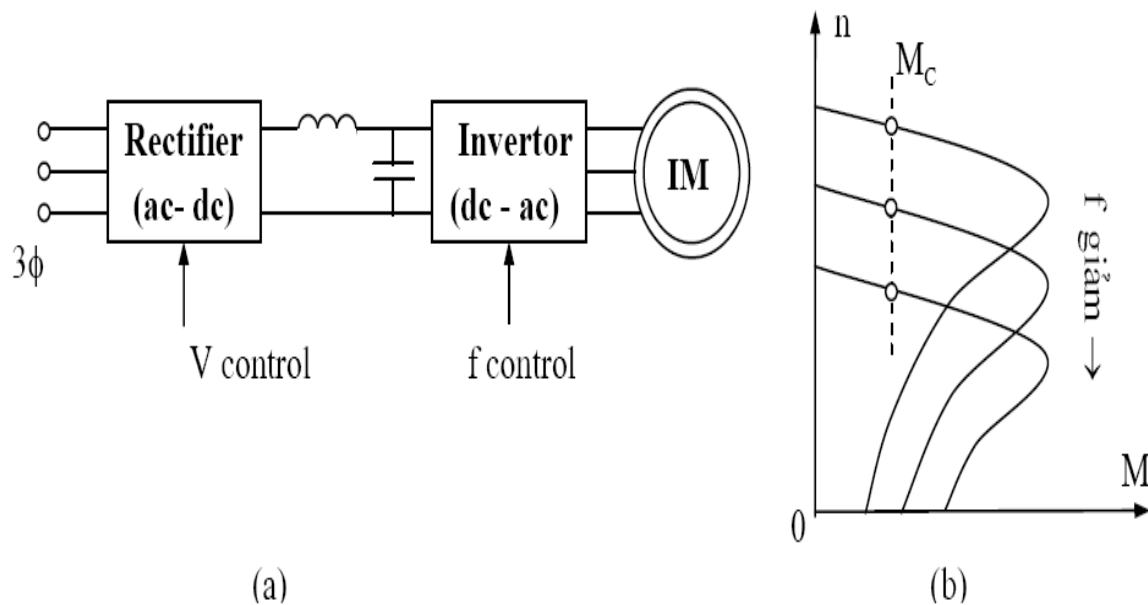 Rectifier
(ac- dc)
Invertor
(dc - ac)
IM
3ϕ
V control
f control
(a)
n
M_C
f giảm →
M
0
(b)